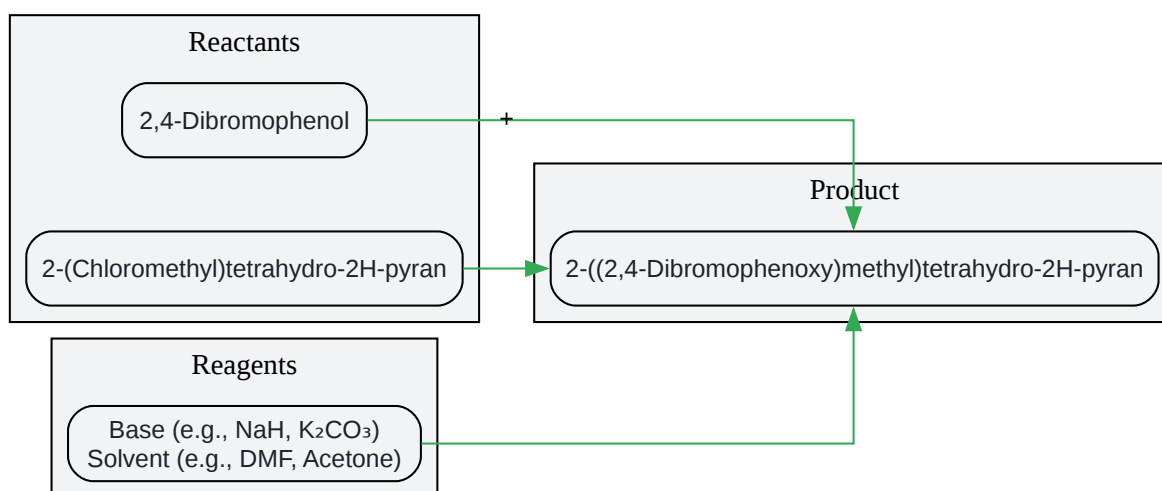 Reactants
2,4-Dibromophenol
+
2-(Chloromethyl)tetrahydro-2H-pyran
Product
2-((2,4-Dibromophenoxy)methyl)tetrahydro-2H-pyran
Reagents
Base (e.g., NaH, K₂CO₃)
Solvent (e.g., DMF, Acetone)